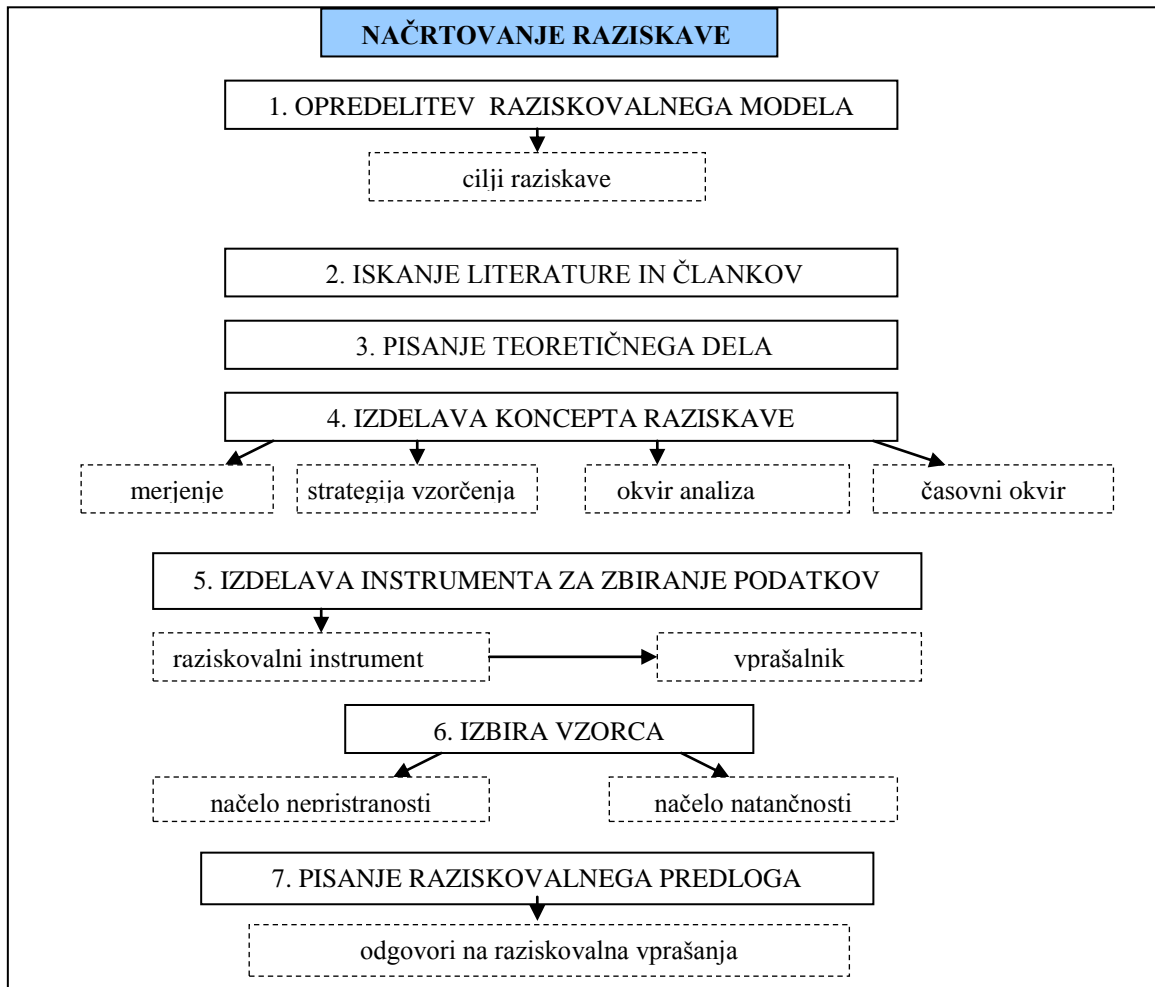 NAČRTOVANJE RAZISKAVE
1. OPREDELITEV RAZISKOVALNEGA MODELA
cilji raziskave
2. ISKANJE LITERATURE IN ČLANKOV
3. PISANJE TEORETIČNEGA DELA
4. IZDELAVA KONCEPTA RAZISKAVE
merjenje
strategija vzorčenja
okvir analiza
časovni okvir
5. IZDELAVA INSTRUMENTA ZA ZBIRANJE PODATKOV
raziskovalni instrument
vprašalnik
6. IZBIRA VZORCA
načelo nepristranosti
načelo natančnosti
7. PISANJE RAZISKOVALNEGA PREDLOGA
odgovori na raziskovalna vprašanja